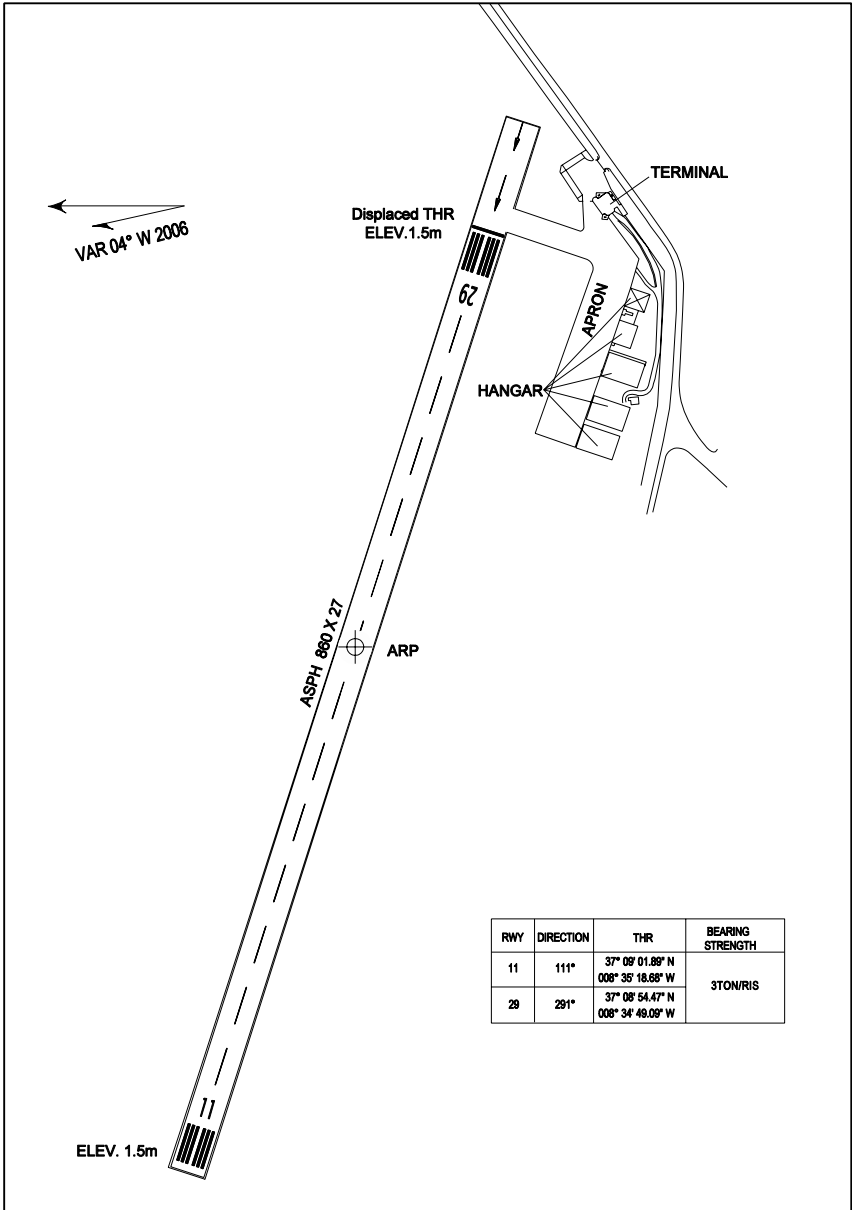 TERMINAL
VAR 04° W 2006
Displaced THR
ELEV.1.5m
29
APRON
HANGAR
ASPH 860 X 27
ARP
RWY DIRECTION THR BEARING STRENGTH
11 111° 37° 09' 01.89" N
008° 35' 18.68" W
3TON/RIS
29 291° 37° 08' 54.47" N
008° 34' 49.09" W
11
ELEV. 1.5m